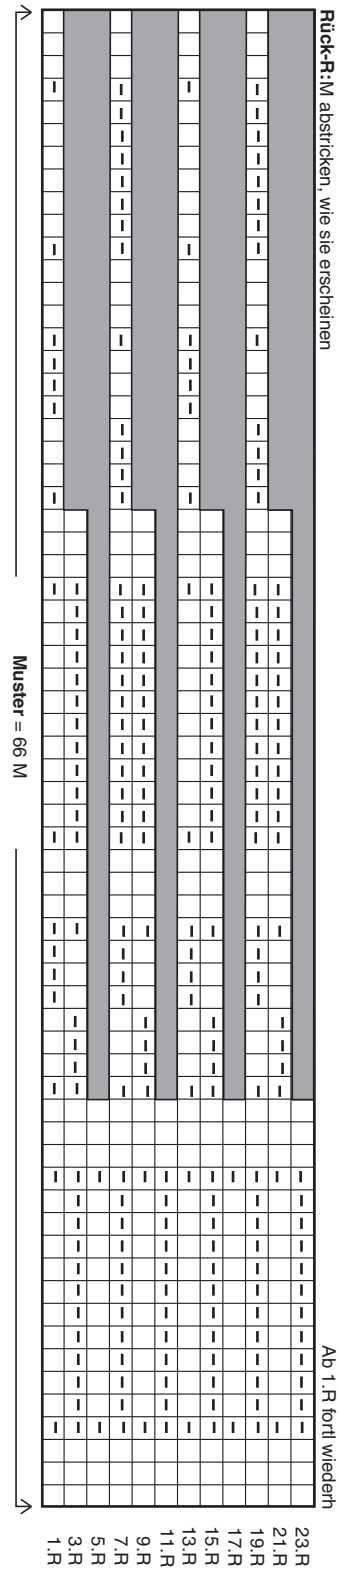 Rück-R:M abstricken, wie sie erscheinen
Ab 1.R fortl wiederh
23.R
21.R
19.R
17.R
15.R
13.R
11.R
9.R
7.R
5.R
3.R
1.R
Muster = 66 M